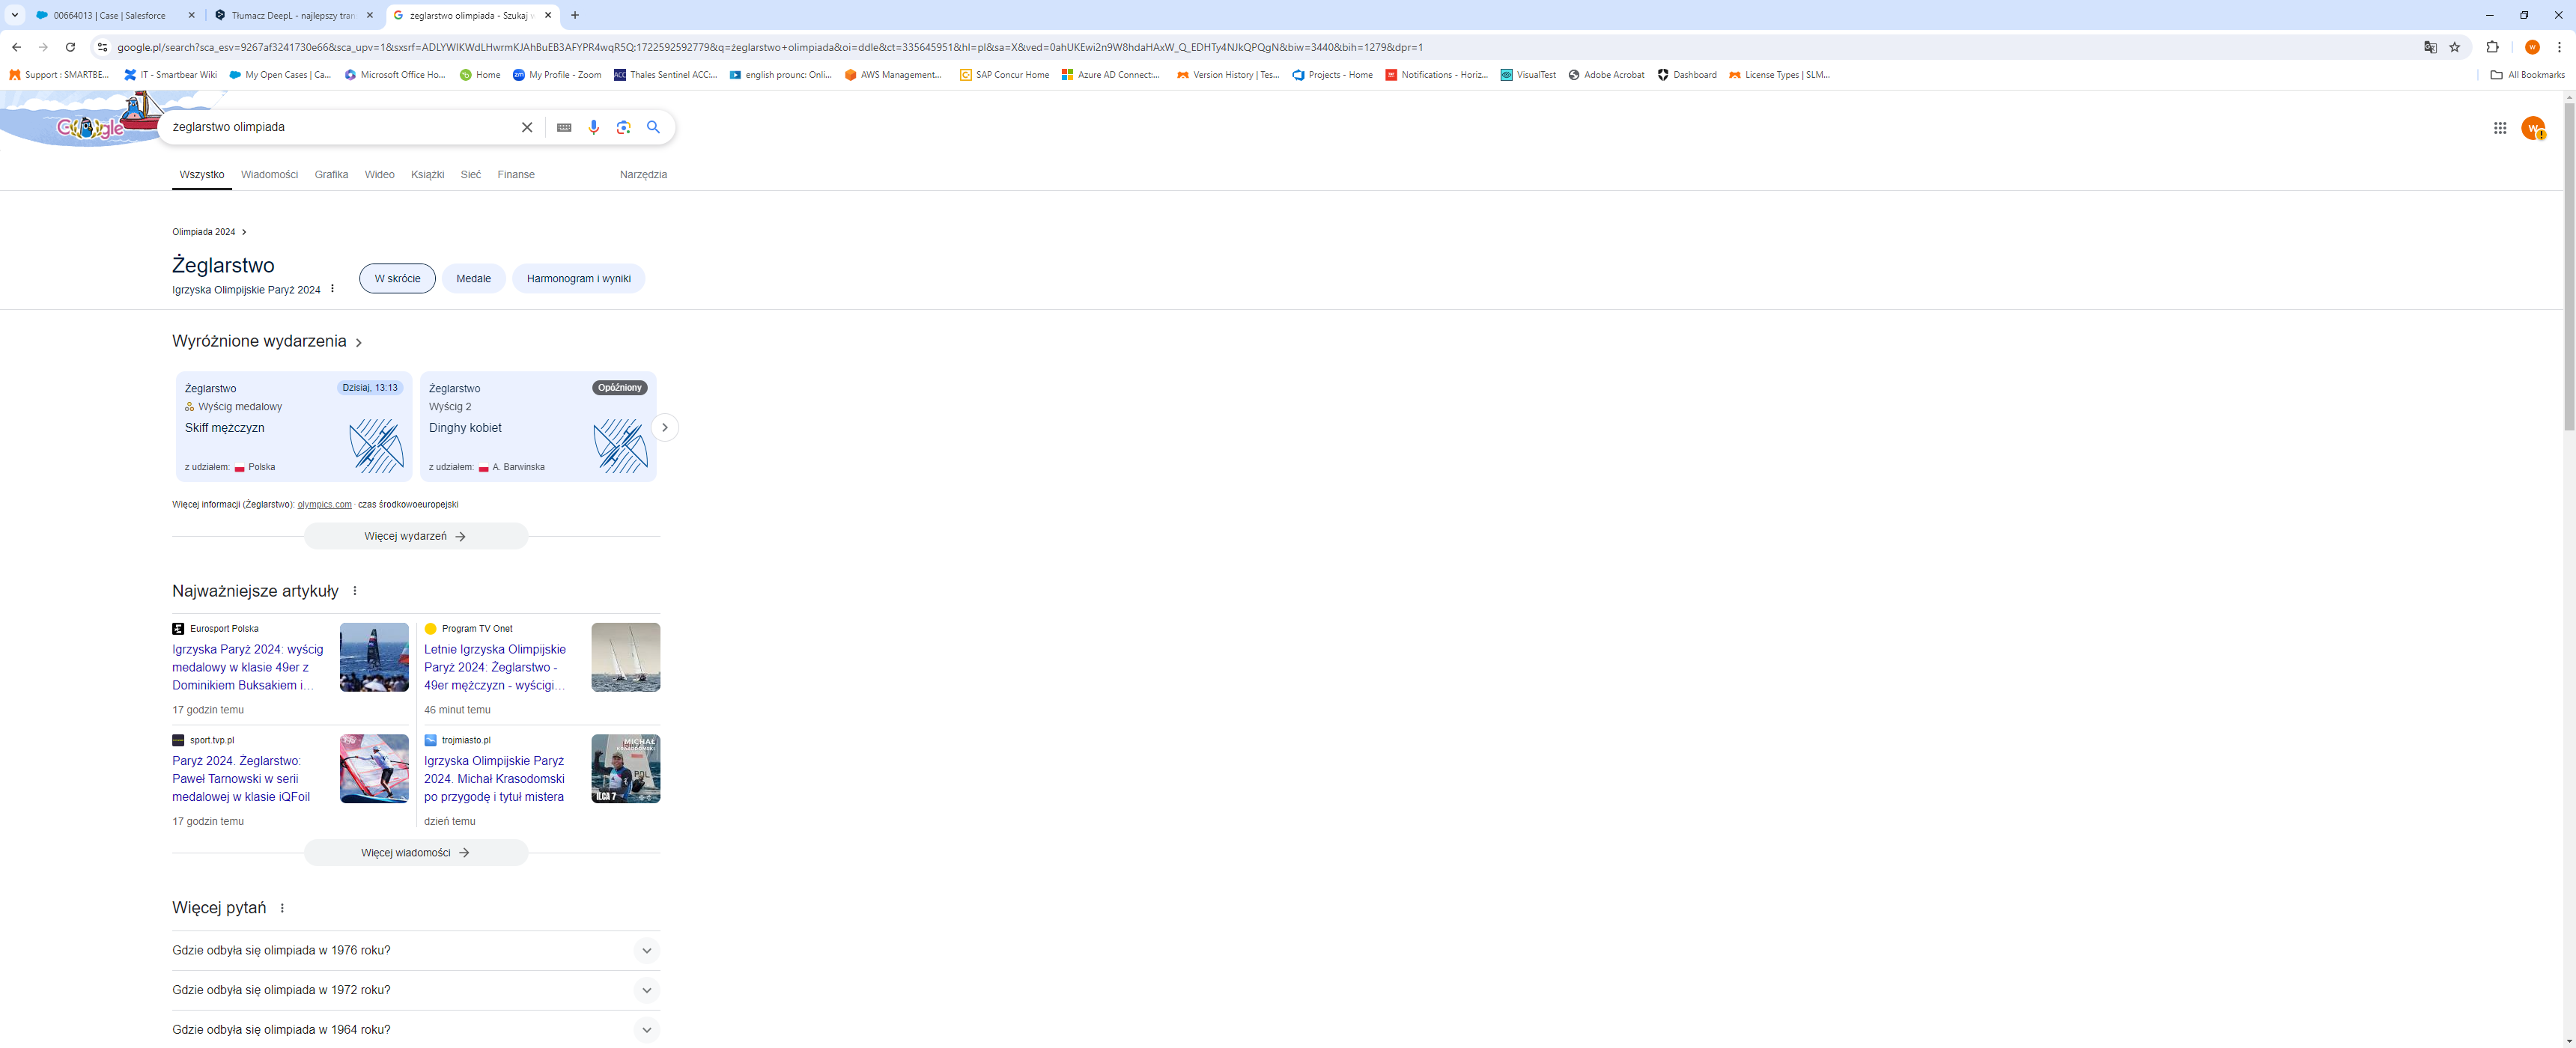 00664013 | Case | Salesforce
Tłumacz DeepL - najlepszy tran
żeglarstwo olimpiada - Szukaj w
google.pl/search?sca_esv=9267af3241730e66&sca_upv=1&sxsrf=ADLYWIKWdLHwrmKJAhBuEB3AFYPR4wqR5Q:1722592592779&q=żeglarstwo+olimpiada&oi=ddle&ct=335645951&hl=pl&sa=X&ved=0ahUKEwi2n9W8hdaHAxW_Q_EDHTy4NJkQPQgN&biw=3440&bih=1279&dpr=1
W
Support : SMARTBE...
IT - Smartbear Wiki
My Open Cases | Ca...
Microsoft Office Ho...
Home
My Profile - Zoom
Thales Sentinel ACC:...
english prounc: Onli...
AWS Management...
SAP Concur Home
Azure AD Connect:...
Version History | Tes...
Projects - Home
Notifications - Horiz...
VisualTest
Adobe Acrobat
Dashboard
License Types | SLM...
All Bookmarks
Google
żeglarstwo olimpiada
W
Wszystko
Wiadomości
Grafika
Wideo
Książki
Sieć
Finanse
Narzędzia
Olimpiada 2024
Żeglarstwo
Igrzyska Olimpijskie Paryż 2024
W skrócie
Medale
Harmonogram i wyniki
Wyróżnione wydarzenia
Żeglarstwo
Dzisiaj, 13:13
Wyścig medalowy
Skiff mężczyzn
z udziałem: Polska
Żeglarstwo
Opóźniony
Wyścig 2
Dinghy kobiet
z udziałem: A. Barwinska
Więcej informacji (Żeglarstwo): olympics.com · czas środkowoeuropejski
Więcej wydarzeń
Najważniejsze artykuły
Eurosport Polska
Igrzyska Paryż 2024: wyścig
medalowy w klasie 49er z
Dominikiem Buksakiem i...
17 godzin temu
Program TV Onet
Letnie Igrzyska Olimpijskie
Paryż 2024: Żeglarstwo -
49er mężczyzn - wyścigi...
46 minut temu
sport.tvp.pl
Paryż 2024. Żeglarstwo:
Paweł Tarnowski w serii
medalowej w klasie iQFoil
17 godzin temu
trojmiasto.pl
Igrzyska Olimpijskie Paryż
2024. Michał Krasodomski
po przygodę i tytuł mistera
dzień temu
MICHAŁ
KRASODOMSKI
POL
ILCA 7
Więcej wiadomości
Więcej pytań
Gdzie odbyła się olimpiada w 1976 roku?
Gdzie odbyła się olimpiada w 1972 roku?
Gdzie odbyła się olimpiada w 1964 roku?